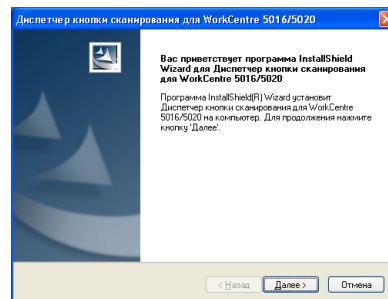 Диспетчер кнопки сканирования для WorkCentre 5016/5020
Вас приветствует программа InstallShield
Wizard для Диспетчер кнопки сканирования
для WorkCentre 5016/5020
Программа InstallShield(R) Wizard установит
Диспетчер кнопки сканирования для WorkCentre
5016/5020 на компьютер. Для продолжения нажмите
кнопку 'Далее'.
< Назад
Далее >
Отмена